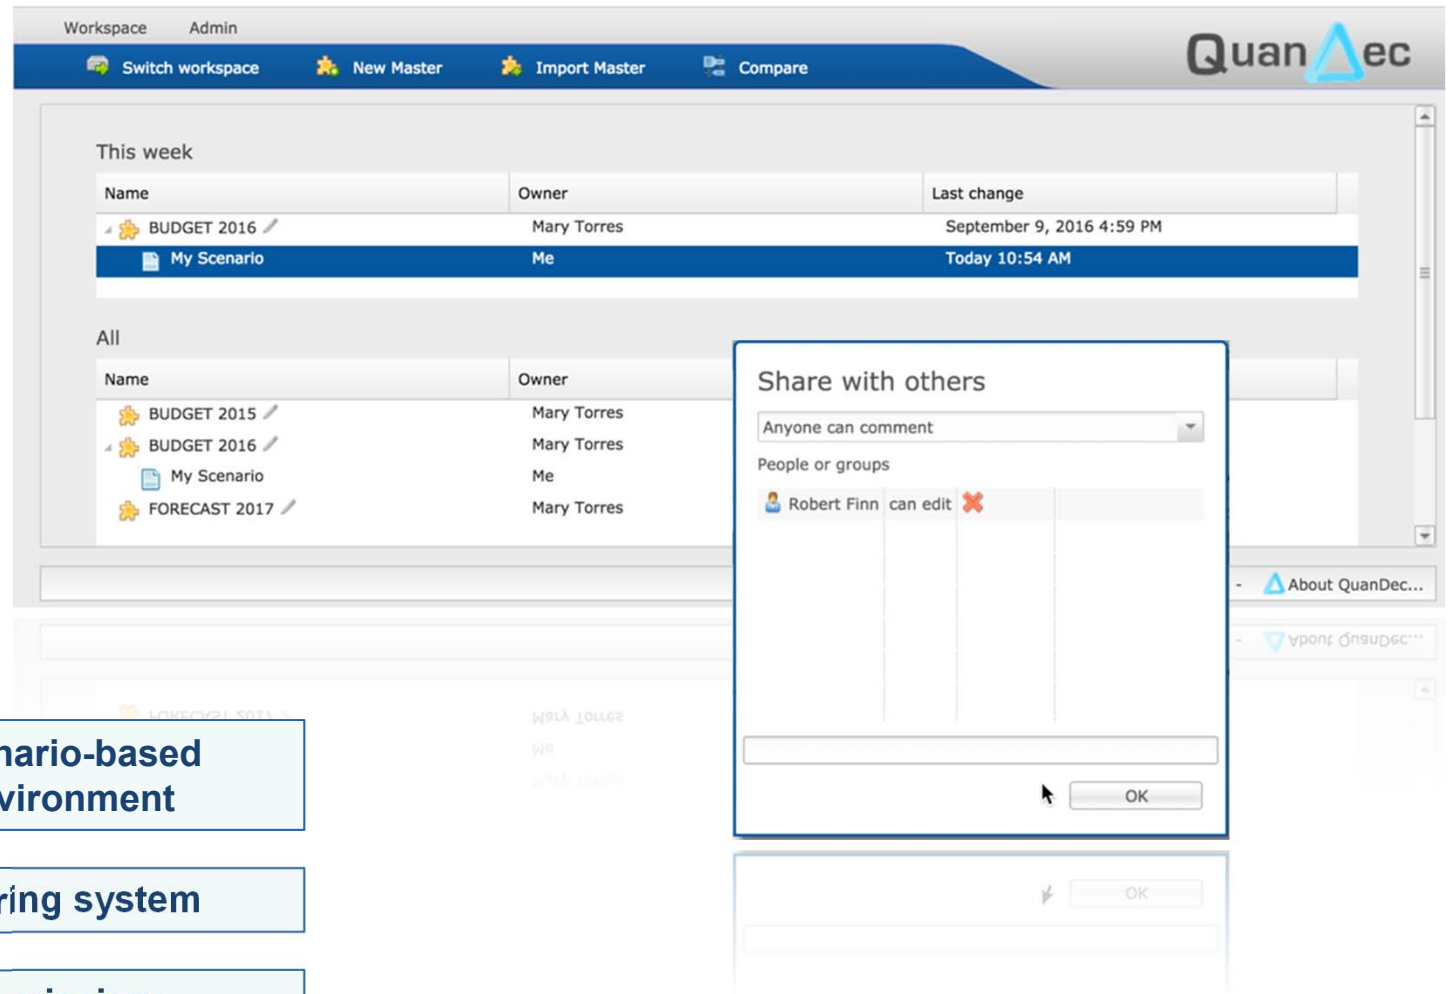 Workspace Admin
Switch workspace New Master Import Master Compare
Quan ec
This week
Name Owner Last change
BUDGET 2016 Mary Torres September 9, 2016 4:59 PM
My Scenario Me Today 10:54 AM
All
Name Owner
BUDGET 2015 Mary Torres
BUDGET 2016 Mary Torres
My Scenario Me
FORECAST 2017 Mary Torres
Share with others
Anyone can comment
People or groups
Robert Finn can edit
OK
- About QuanDec...
nario-based
vironment
ring system